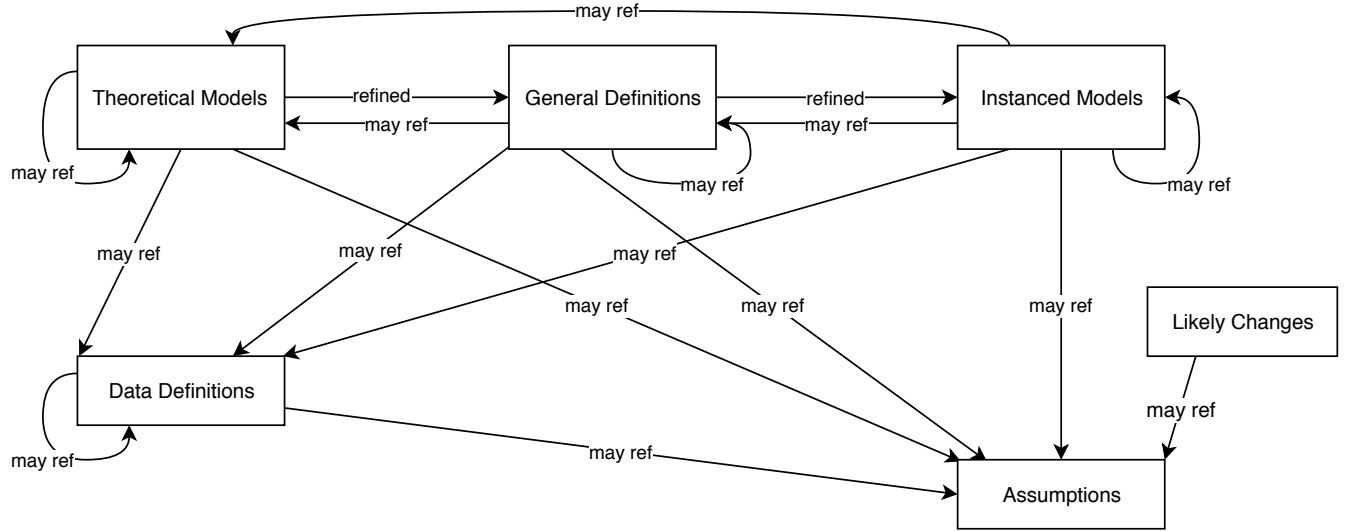 may ref
Theoretical Models
refined
General Definitions
refined
Instanced Models
may ref
may ref
may ref
may ref
may ref
may ref
may ref
may ref
may ref
may ref
may ref
may ref
Likely Changes
Data Definitions
may ref
may ref
may ref
Assumptions